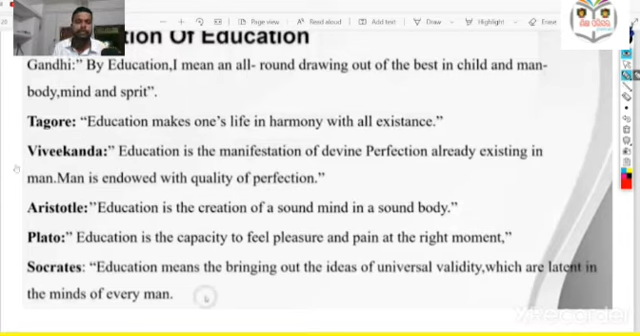 Page view
Read aloud
Add text
Draw
Highlight
Erase
tion Of Education
Gandhi:” By Education,I mean an all- round drawing out of the best in child and man-
body,mind and sprit”.
Tagore: “Education makes one’s life in harmony with all existance.”
Viveekanda:” Education is the manifestation of devine Perfection already existing in
man.Man is endowed with quality of perfection.”
Aristotle:”Education is the creation of a sound mind in a sound body.”
Plato:” Education is the capacity to feel pleasure and pain at the right moment,”
Socrates: “Education means the bringing out the ideas of universal validity,which are latent in
the minds of every man.
XRecorder